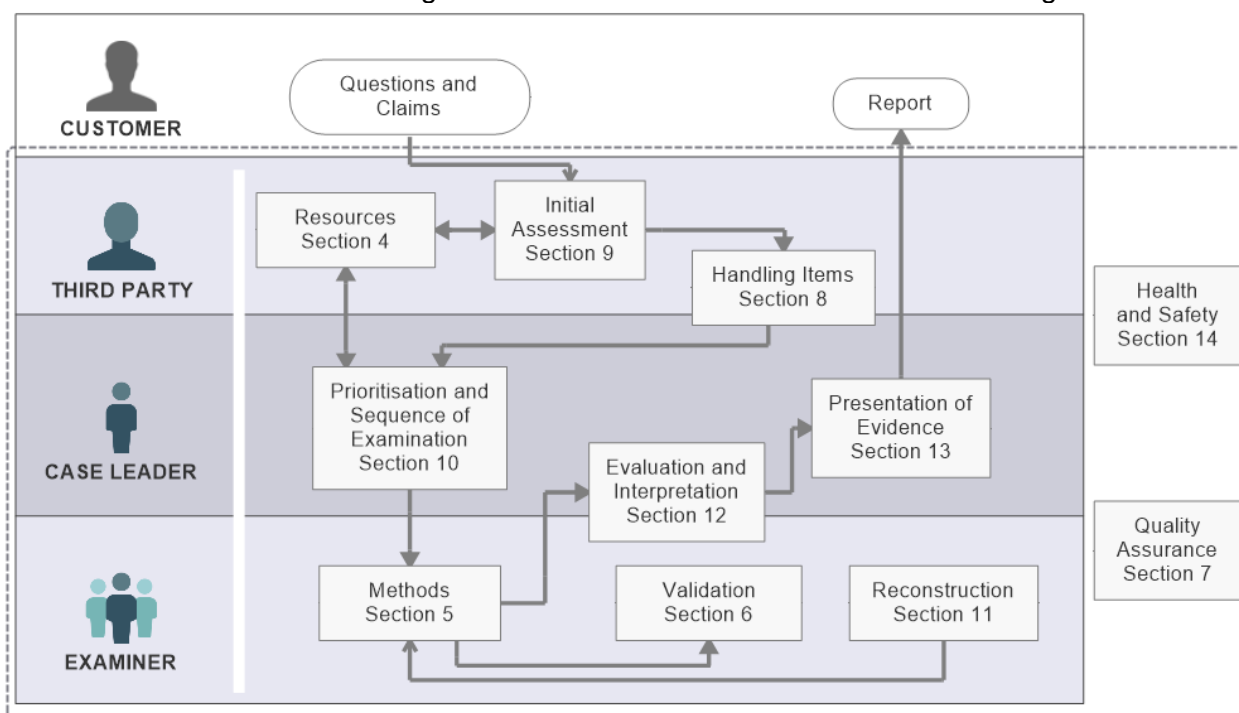 CUSTOMER
Questions and
Claims
Report
THIRD PARTY
Resources
Section 4
Initial
Assessment
Section 9
Handling Items
Section 8
Health
and Safety
Section 14
CASE LEADER
Prioritisation and
Sequence of
Examination
Section 10
Evaluation and
Interpretation
Section 12
Presentation of
Evidence
Section 13
Quality
Assurance
Section 7
EXAMINER
Methods
Section 5
Validation
Section 6
Reconstruction
Section 11